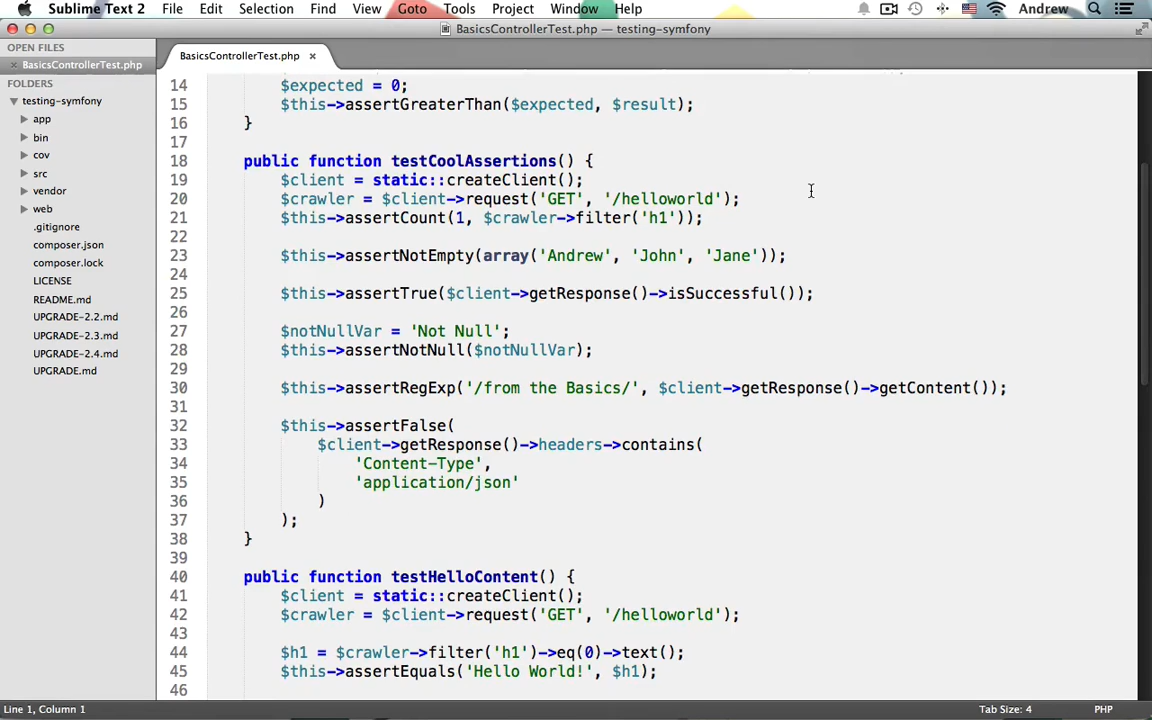 Sublime Text 2 File Edit Selection Find View Goto Tools Project Window Help Andrew
BasicsControllerTest.php — testing-symfony
OPEN FILES
BasicsControllerTest.php
FOLDERS
testing-symfony
app
bin
cov
src
vendor
web
.gitignore
composer.json
composer.lock
LICENSE
README.md
UPGRADE-2.2.md
UPGRADE-2.3.md
UPGRADE-2.4.md
UPGRADE.md
BasicsControllerTest.php
14 $expected = 0;
15 $this->assertGreaterThan($expected, $result);
16 }
17
18 public function testCoolAssertions() {
19 $client = static::createClient();
20 $crawler = $client->request('GET', '/helloworld');
21 $this->assertCount(1, $crawler->filter('h1'));
22
23 $this->assertNotEmpty(array('Andrew', 'John', 'Jane'));
24
25 $this->assertTrue($client->getResponse()->isSuccessful());
26
27 $notNullVar = 'Not Null';
28 $this->assertNotNull($notNullVar);
29
30 $this->assertRegExp('/from the Basics/', $client->getResponse()->getContent());
31
32 $this->assertFalse(
33 $client->getResponse()->headers->contains(
34 'Content-Type',
35 'application/json'
36 )
37 );
38 }
39
40 public function testHelloContent() {
41 $client = static::createClient();
42 $crawler = $client->request('GET', '/helloworld');
43
44 $h1 = $crawler->filter('h1')->eq(0)->text();
45 $this->assertEquals('Hello World!', $h1);
46
Line 1, Column 1 Tab Size: 4 PHP